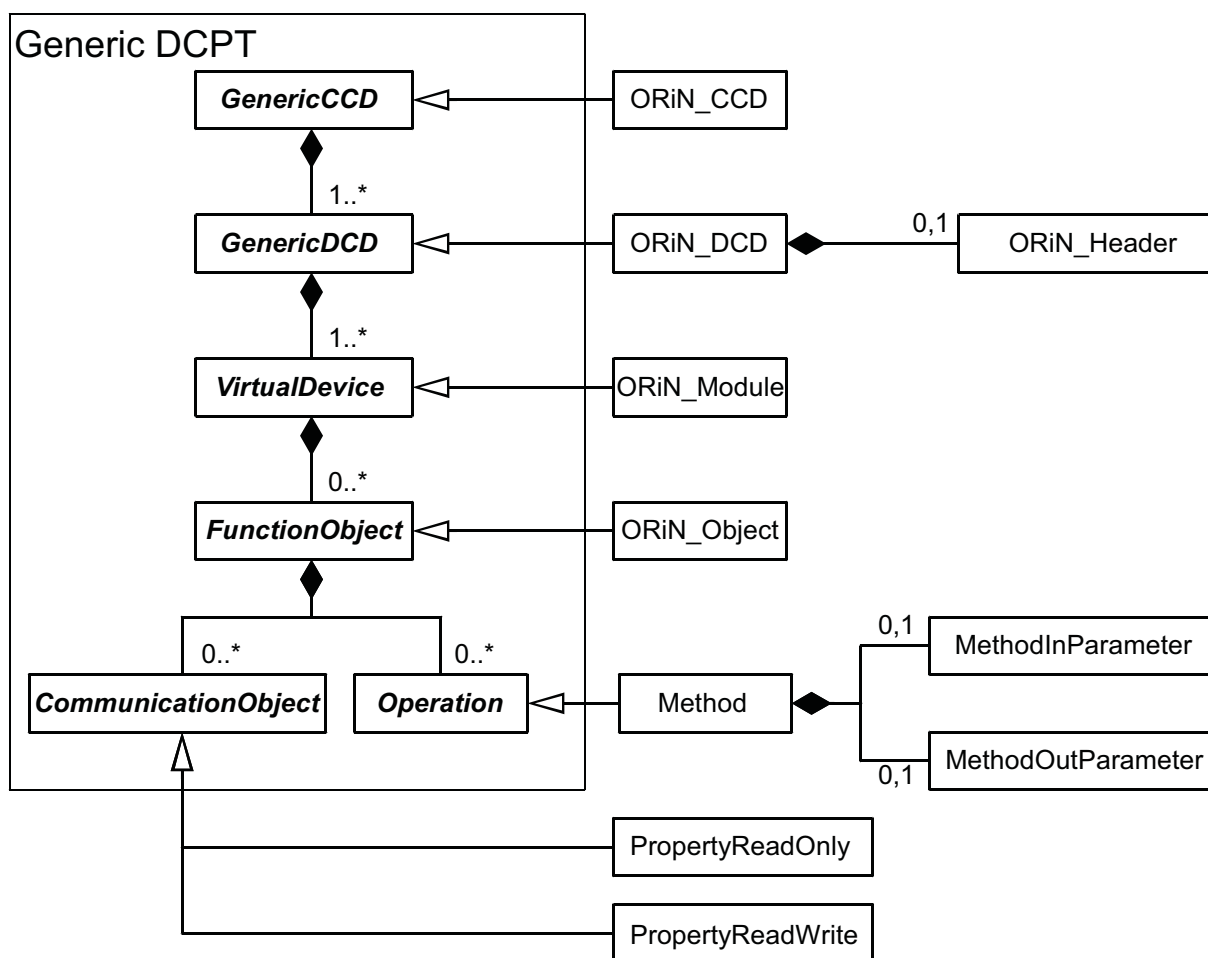 Generic DCPT
GenericCCD
ORiN_CCD
1..*
GenericDCD
ORiN_DCD
0,1
ORiN_Header
1..*
VirtualDevice
ORiN_Module
0..*
FunctionObject
ORiN_Object
0..*
0..*
CommunicationObject
Operation
Method
0,1
MethodInParameter
0,1
MethodOutParameter
PropertyReadOnly
PropertyReadWrite